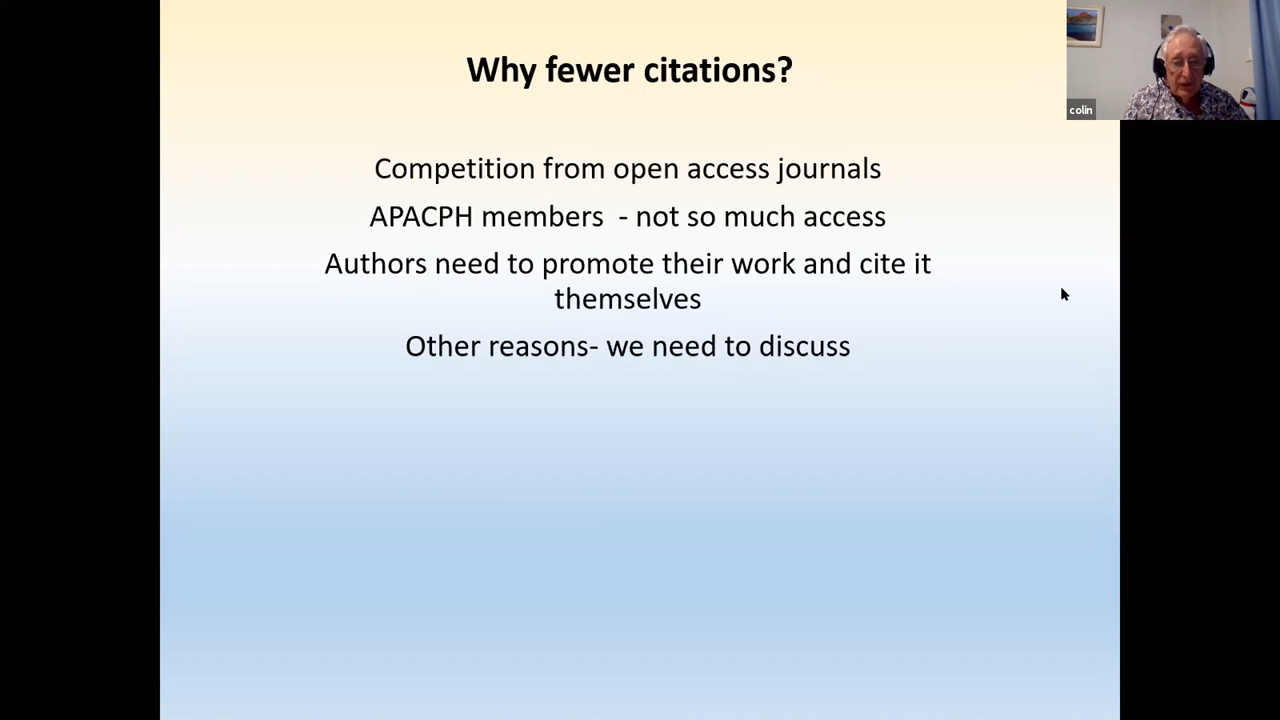 Why fewer citations?
colin
Competition from open access journals
APACPH members  - not so much access
Authors need to promote their work and cite it
themselves
Other reasons- we need to discuss